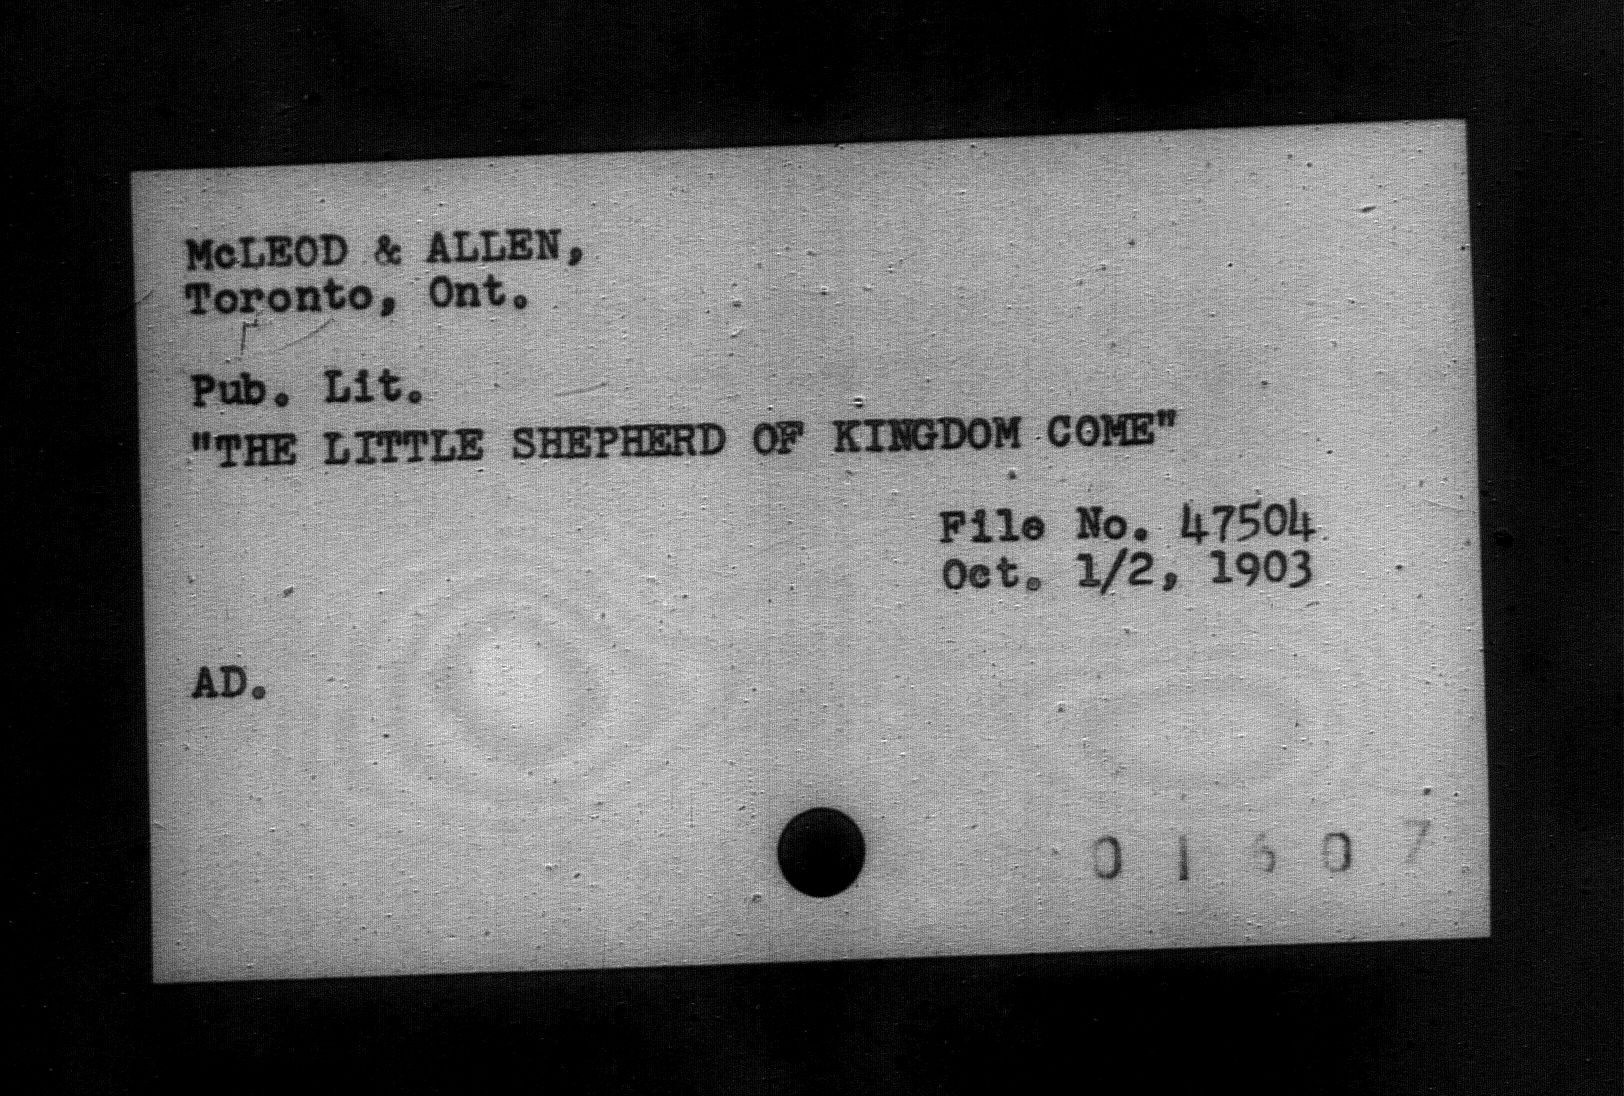 McLEOD & ALLEN,
Toronto, Ont.
Pub. Lit.
"THE LITTLE SHEPHERD OF KINGDOM COME"
File No. 47504
Oct. 1/2, 1903
AD.
0 1 6 0 7